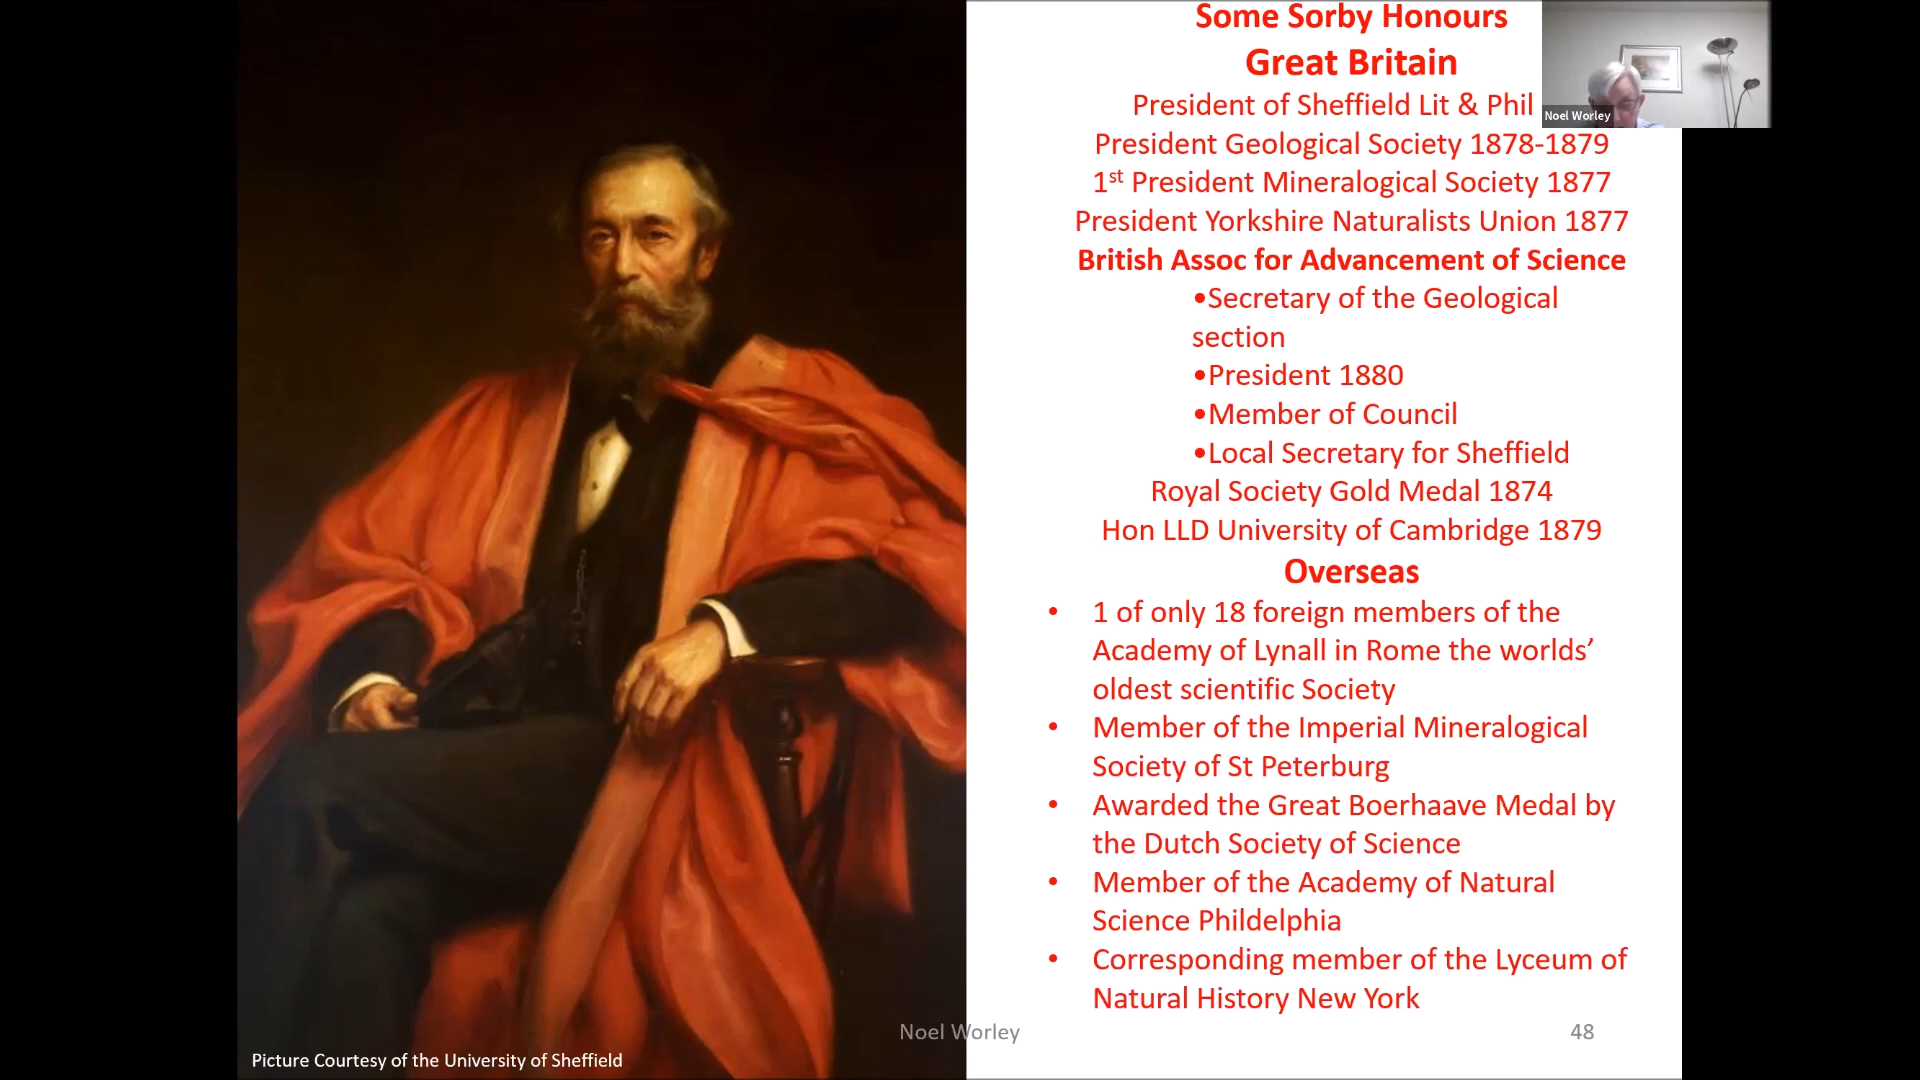 Some Sorby Honours
Great Britain
President of Sheffield Lit & Phil
President Geological Society 1878-1879
1st President Mineralogical Society 1877
President Yorkshire Naturalists Union 1877
British Assoc for Advancement of Science
•Secretary of the Geological
section
•President 1880
•Member of Council
•Local Secretary for Sheffield
Royal Society Gold Medal 1874
Hon LLD University of Cambridge 1879
Overseas
• 1 of only 18 foreign members of the
Academy of Lynall in Rome the worlds’
oldest scientific Society
• Member of the Imperial Mineralogical
Society of St Peterburg
• Awarded the Great Boerhaave Medal by
the Dutch Society of Science
• Member of the Academy of Natural
Science Phildelphia
• Corresponding member of the Lyceum of
Natural History New York
Noel Worley
48
Picture Courtesy of the University of Sheffield
Noel Worley